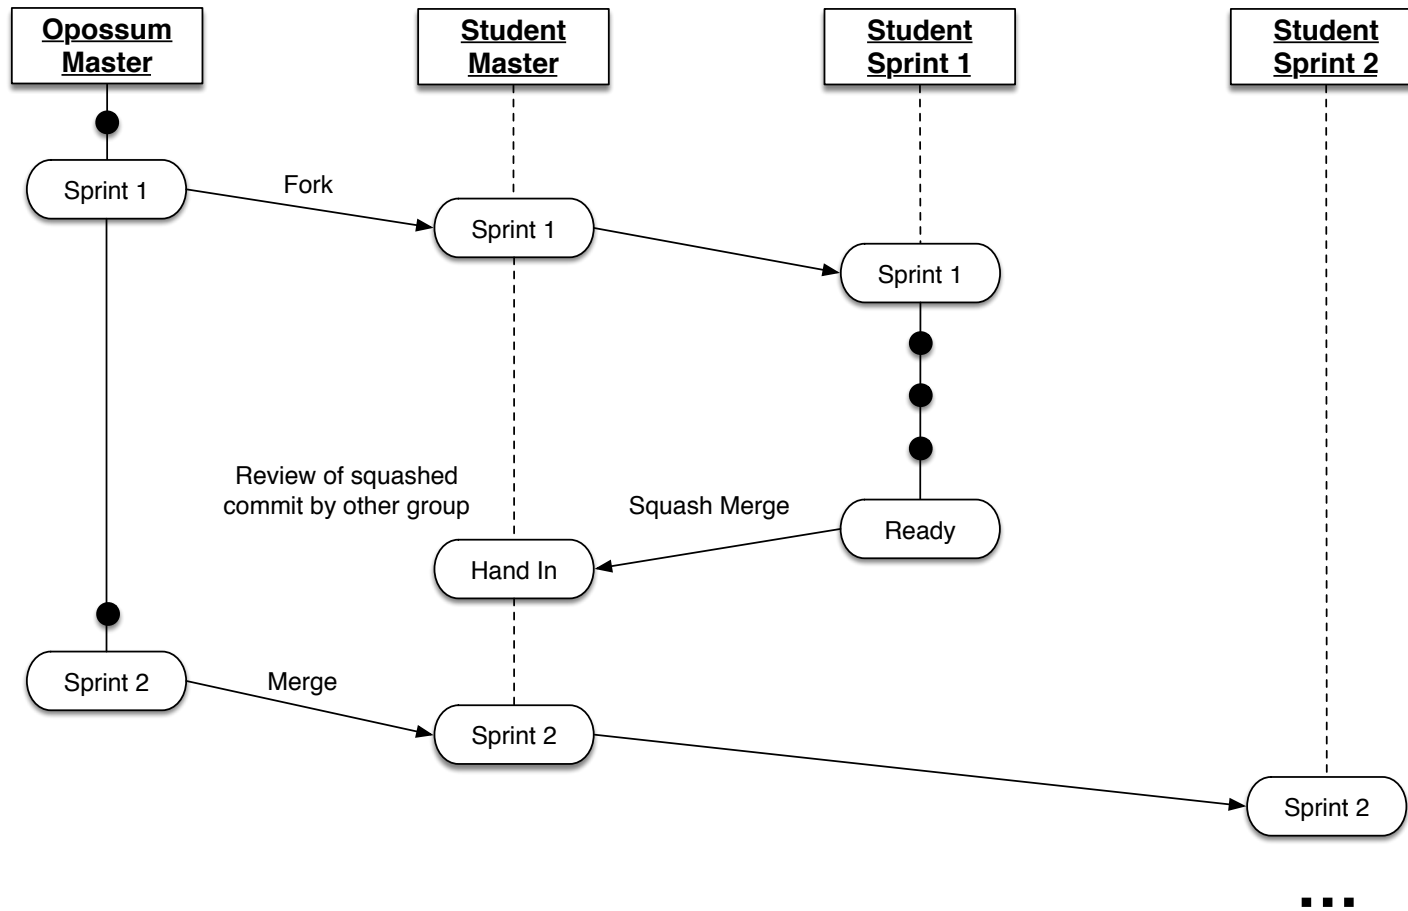 Opossum
Master
Student
Master
Student
Sprint 1
Student
Sprint 2
Sprint 1
Fork
Sprint 1
Sprint 1
Review of squashed
commit by other group
Squash Merge
Ready
Hand In
Sprint 2
Merge
Sprint 2
Sprint 2
...